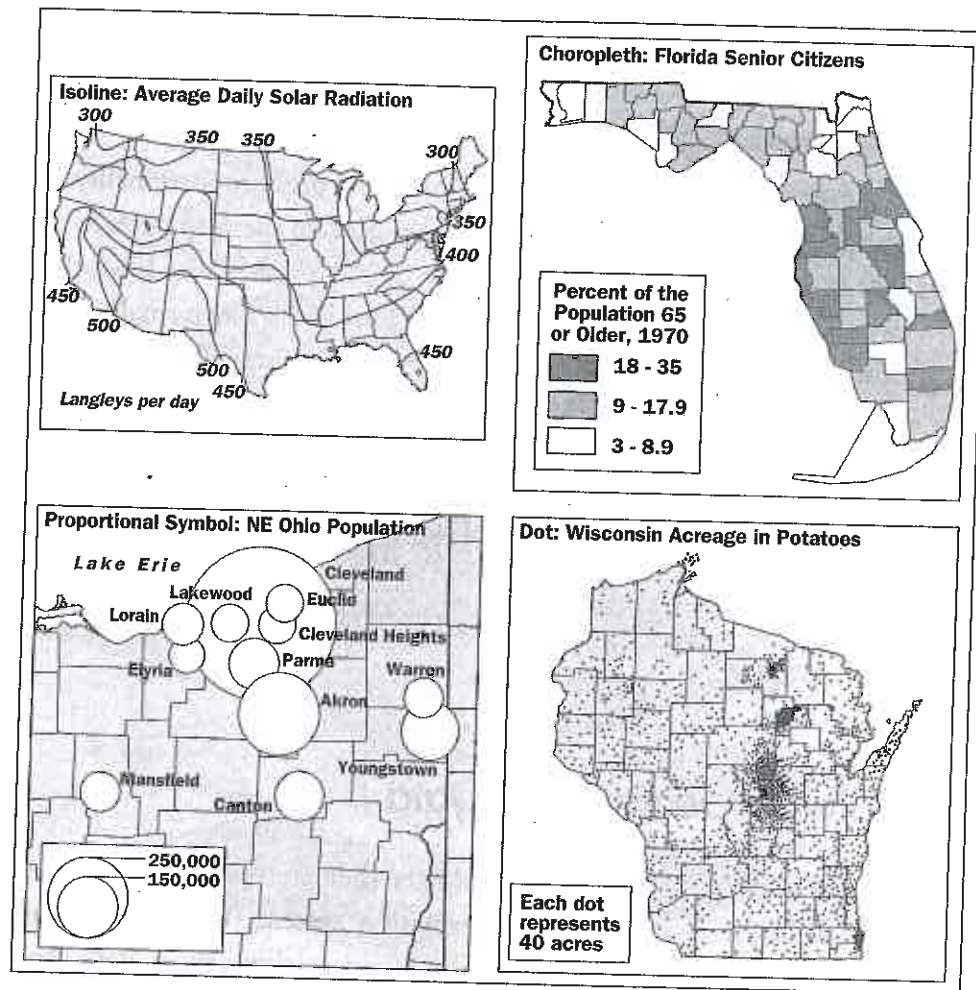 Isoline: Average Daily Solar Radiation
300
350
350
300
350
400
450
500
500
450
450
Langleys per day
Choropleth: Florida Senior Citizens
Percent of the
Population 65
or Older, 1970
18 - 35
9 - 17.9
3 - 8.9
Proportional Symbol: NE Ohio Population
Lake Erie
Cleveland
Lakewood
Euclid
Lorain
Cleveland Heights
Elyria
Parma
Warren
Akron
Youngstown
Mansfield
Canton
250,000
150,000
Dot: Wisconsin Acreage in Potatoes
Each dot
represents
40 acres